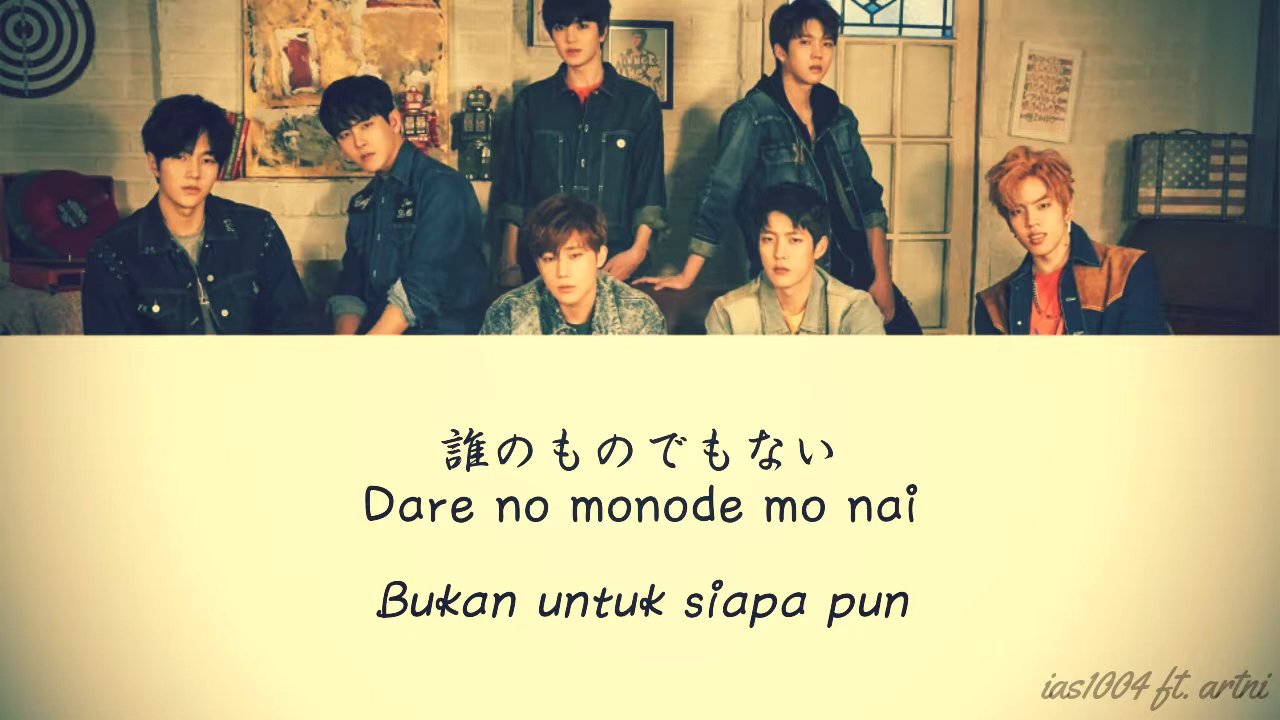 誰のものでもない
Dare no monode mo nai
Bukan untuk siapa pun
ias1004 ft. artni